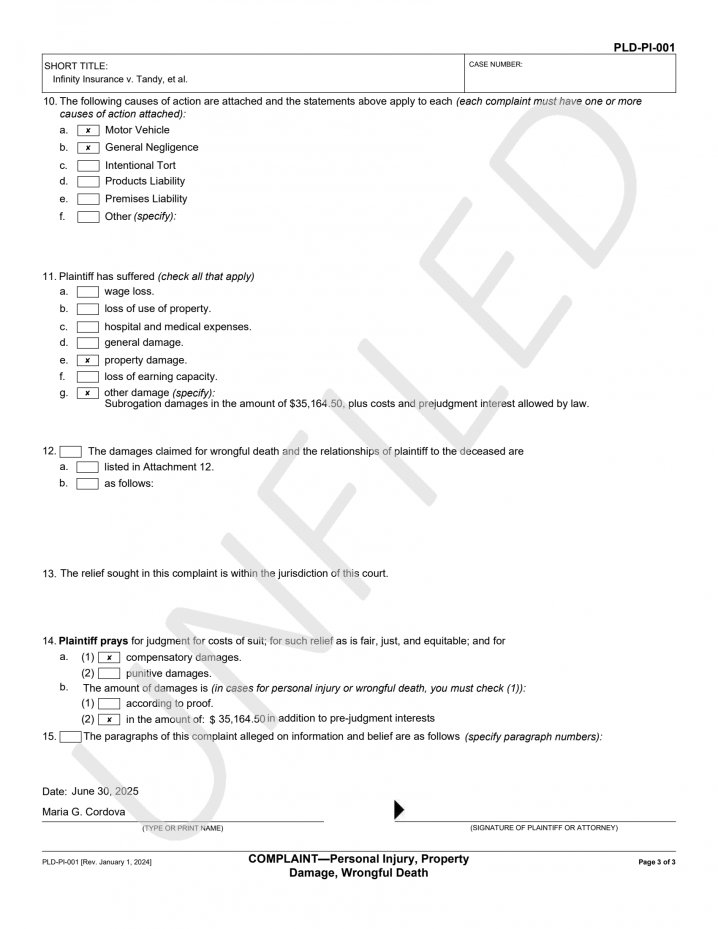 PLD-PI-001
SHORT TITLE:
Infinity Insurance v. Tandy, et al.
CASE NUMBER:
10. The following causes of action are attached and the statements above apply to each (each complaint must have one or more
causes of action attached):
a. ✘ Motor Vehicle
b. ✘ General Negligence
c. Intentional Tort
d. Products Liability
e. Premises Liability
f. Other (specify):
11. Plaintiff has suffered (check all that apply)
a. wage loss.
b. loss of use of property.
c. hospital and medical expenses.
d. general damage.
e. ✘ property damage.
f. loss of earning capacity.
g. ✘ other damage (specify):
Subrogation damages in the amount of $35,164.50, plus costs and prejudgment interest allowed by law.
12. The damages claimed for wrongful death and the relationships of plaintiff to the deceased are
a. listed in Attachment 12.
b. as follows:
13. The relief sought in this complaint is within the jurisdiction of this court.
14. Plaintiff prays for judgment for costs of suit; for such relief as is fair, just, and equitable; and for
a. (1) ✘ compensatory damages.
(2) punitive damages.
b. The amount of damages is (in cases for personal injury or wrongful death, you must check (1)):
(1) according to proof.
(2) ✘ in the amount of: $ 35,164.50 in addition to pre-judgment interests
15. The paragraphs of this complaint alleged on information and belief are as follows (specify paragraph numbers):
Date: June 30, 2025
Maria G. Cordova
(TYPE OR PRINT NAME)
(SIGNATURE OF PLAINTIFF OR ATTORNEY)
PLD-PI-001 [Rev. January 1, 2024]
COMPLAINT—Personal Injury, Property
Damage, Wrongful Death
Page 3 of 3
UNFILED